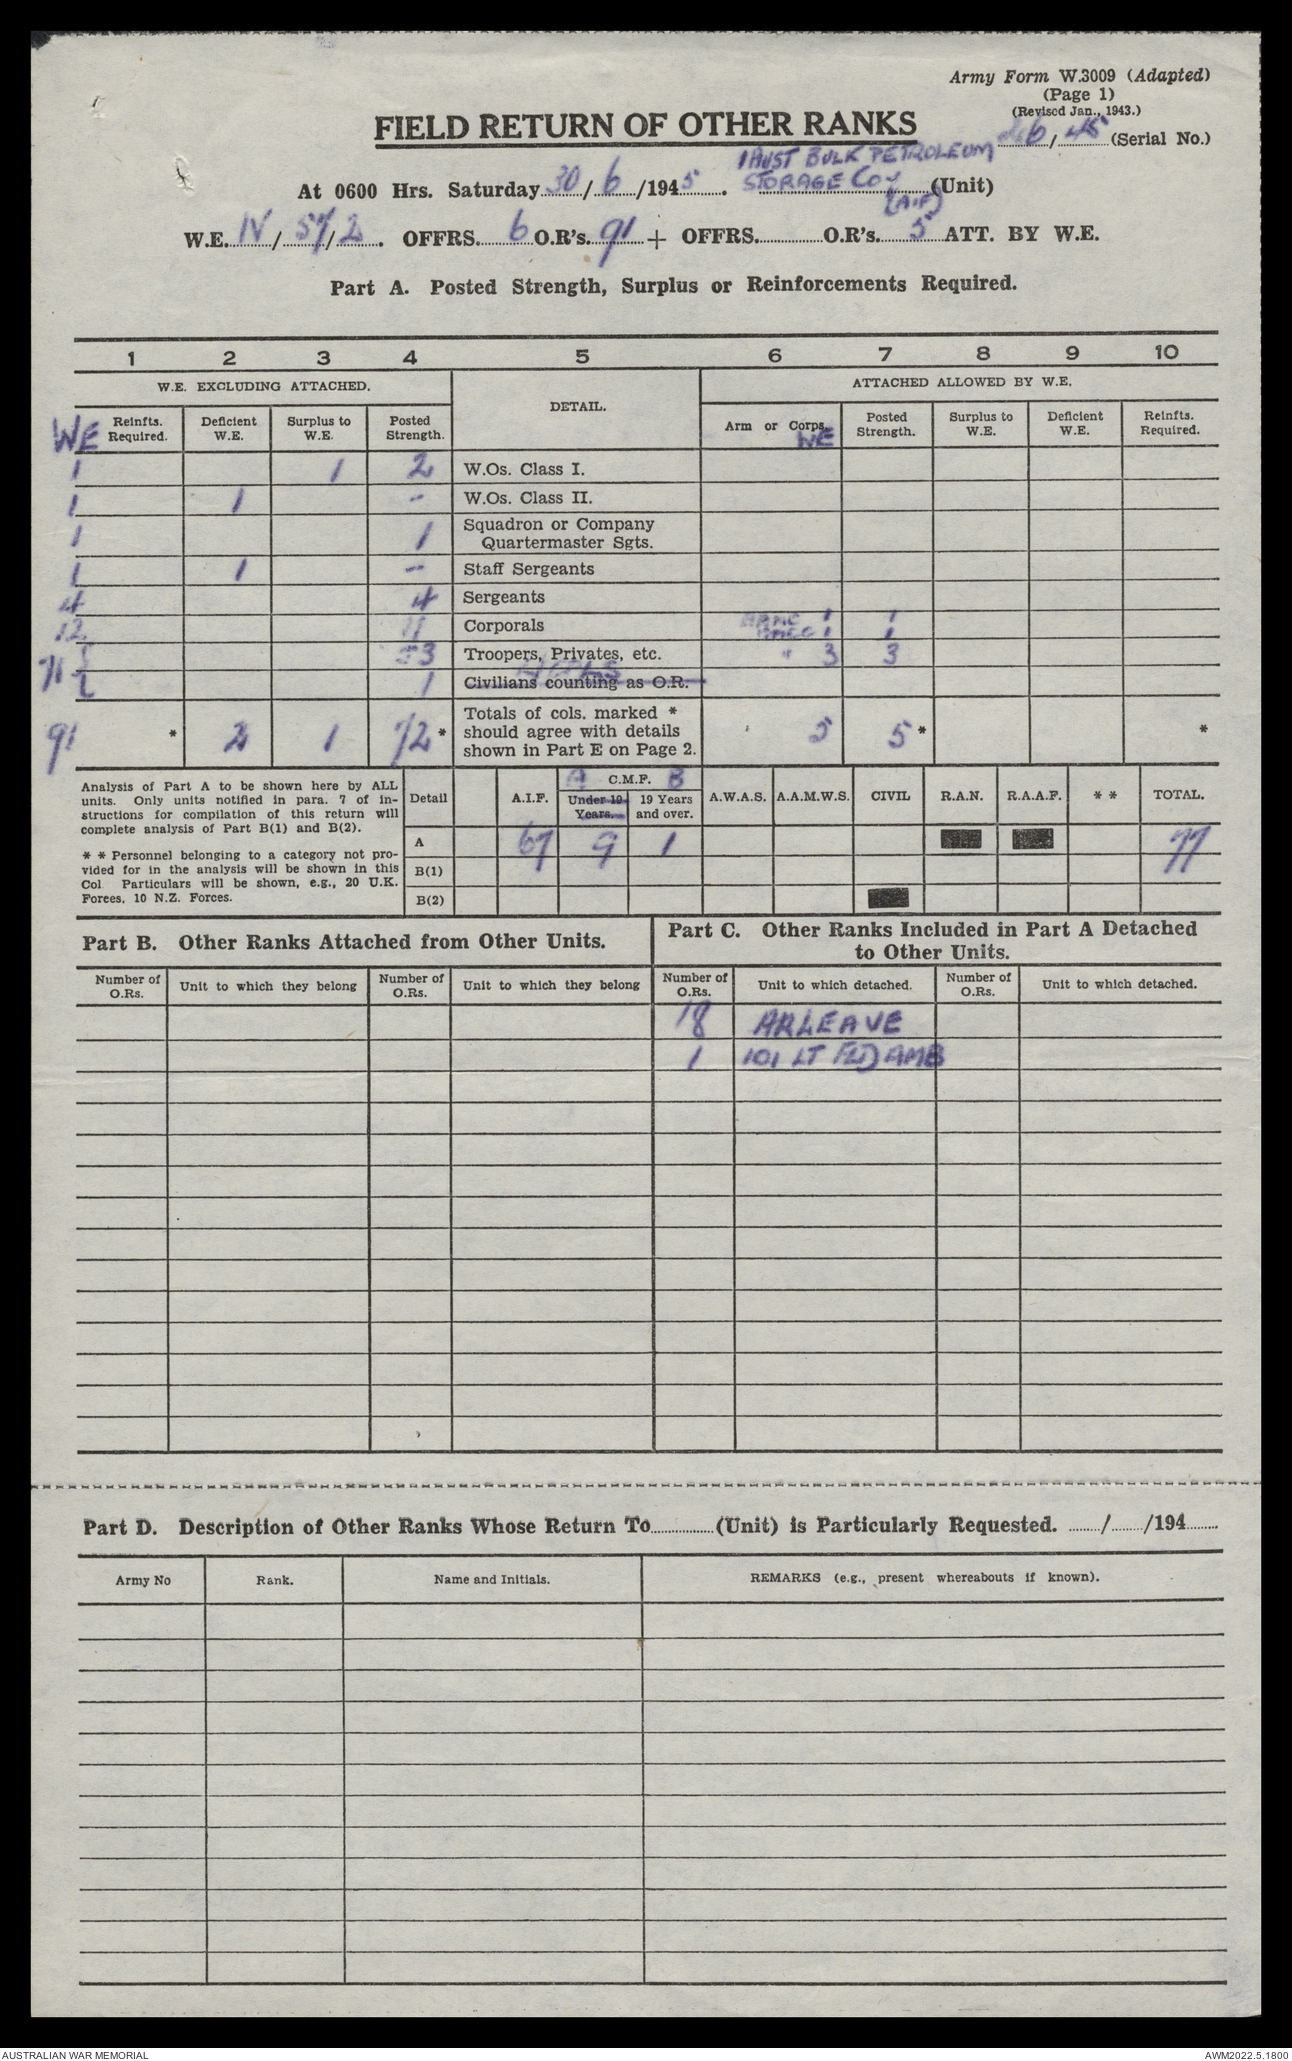 Army Form W.3009 (Adapted)
(Page 1)
(Revised Jan., 1943.)
FIELD RETURN OF OTHER RANKS
26/45 (Serial No.)
1 AUST BULK PETROLEUM
At 0600 Hrs. Saturday 30/6/1945. STORAGE COY (Unit)
(AIF)
W.E. IV/57/2. OFFRS. 6 O.R's. 91 + OFFRS. O.R's. 5 ATT. BY W.E.
Part A. Posted Strength, Surplus or Reinforcements Required.
1 2 3 4 5 6 7 8 9 10
W.E. EXCLUDING ATTACHED. DETAIL. ATTACHED ALLOWED BY W.E.
WE Reinfts. Required. Deficient W.E. Surplus to W.E. Posted Strength. Arm or Corps. WE Posted Strength. Surplus to W.E. Deficient W.E. Reinfts. Required.
1 1 2 W.Os. Class I.
1 1 - W.Os. Class II.
1 1 Squadron or Company Quartermaster Sgts.
1 1 - Staff Sergeants
4 4 Sergeants
12 11 Corporals 1 1
1 1
71 53 Troopers, Privates, etc. " 3 3
1 Civilians counting as O.R.
91 * 2 1 72 * Totals of cols. marked * should agree with details shown in Part E on Page 2. 5 5 * *
Analysis of Part A to be shown here by ALL
units. Only units notified in para. 7 of in-
structions for compilation of this return will
complete analysis of Part B(1) and B(2).
* * Personnel belonging to a category not pro-
vided for in the analysis will be shown in this
Col Particulars will be shown, e.g., 20 U.K.
Forces, 10 N.Z. Forces.
Detail A.I.F. A C.M.F. B Under 19 Years. 19 Years and over. A.W.A.S. A.A.M.W.S. CIVIL R.A.N. R.A.A.F. * * TOTAL.
A 67 9 1 77
B(1)
B(2)
Part B. Other Ranks Attached from Other Units.
Part C. Other Ranks Included in Part A Detached
to Other Units.
Number of O.Rs. Unit to which they belong Number of O.Rs. Unit to which they belong Number of O.Rs. Unit to which detached. Number of O.Rs. Unit to which detached.
18 ARLEAVE
1 101 LT FLD AMB
Part D. Description of Other Ranks Whose Return To (Unit) is Particularly Requested. / /194
Army No Rank. Name and Initials. REMARKS (e.g., present whereabouts if known).
AUSTRALIAN WAR MEMORIAL AWM2022.5.1800